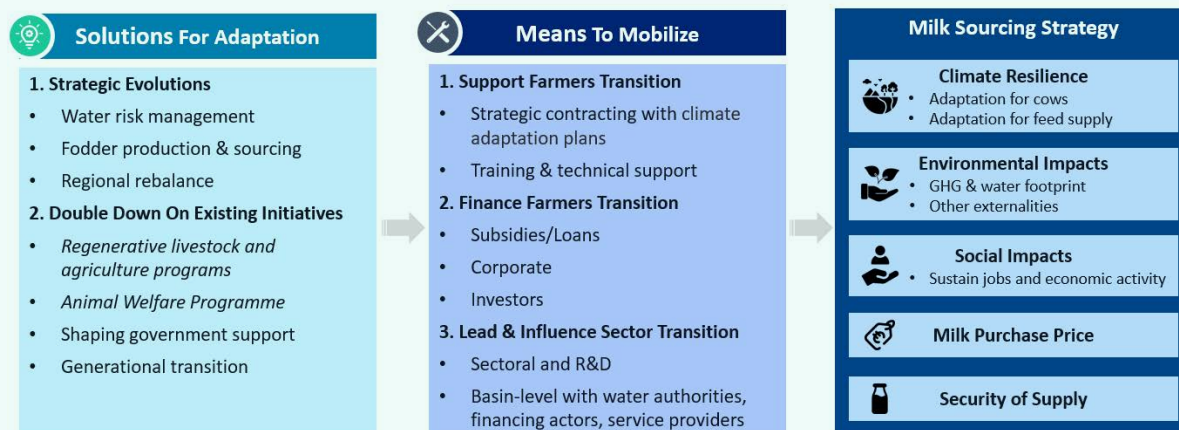 Solutions For Adaptation
1. Strategic Evolutions
• Water risk management
• Fodder production & sourcing
• Regional rebalance
2. Double Down On Existing Initiatives
• Regenerative livestock and
agriculture programs
• Animal Welfare Programme
• Shaping government support
• Generational transition
Means To Mobilize
1. Support Farmers Transition
• Strategic contracting with climate
adaptation plans
• Training & technical support
2. Finance Farmers Transition
• Subsidies/Loans
• Corporate
• Investors
3. Lead & Influence Sector Transition
• Sectoral and R&D
• Basin-level with water authorities,
financing actors, service providers
Milk Sourcing Strategy
Climate Resilience
• Adaptation for cows
• Adaptation for feed supply
Environmental Impacts
• GHG & water footprint
• Other externalities
Social Impacts
• Sustain jobs and economic activity
Milk Purchase Price
Security of Supply